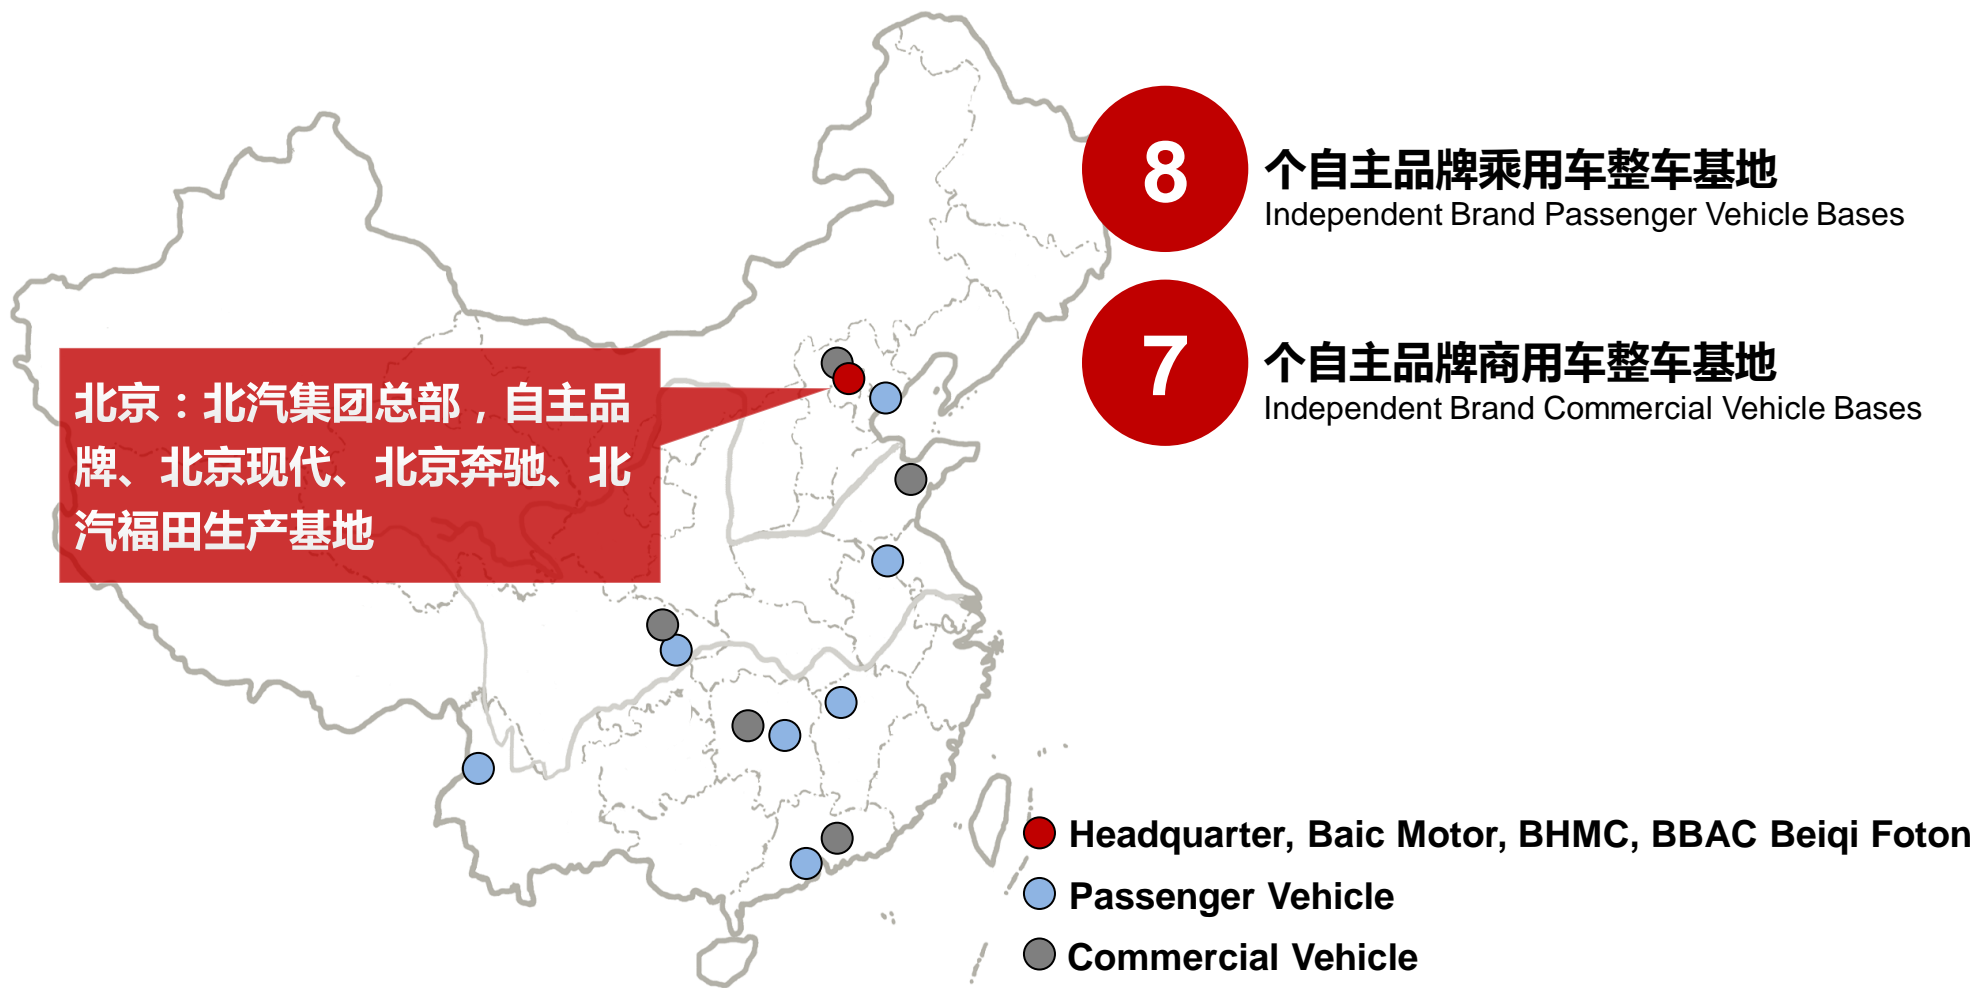 8
个自主品牌乘用车整车基地
Independent Brand Passenger Vehicle Bases
7
个自主品牌商用车整车基地
Independent Brand Commercial Vehicle Bases
北京：北汽集团总部，自主品
牌、北京现代、北京奔驰、北
汽福田生产基地
Headquarter, Baic Motor, BHMC, BBAC Beiqi Foton
Passenger Vehicle
Commercial Vehicle